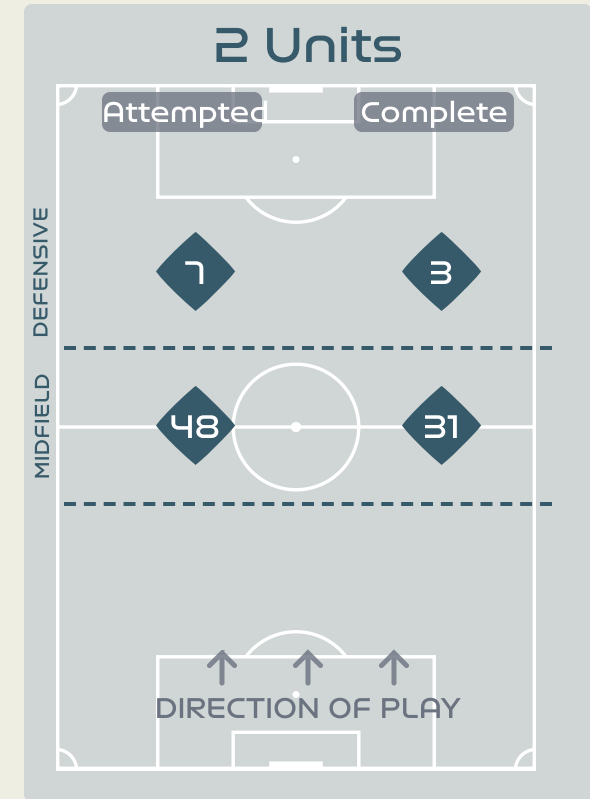 2 Units
Attempted Complete
DEFENSIVE
7 3
MIDFIELD
48 31
DIRECTION OF PLAY